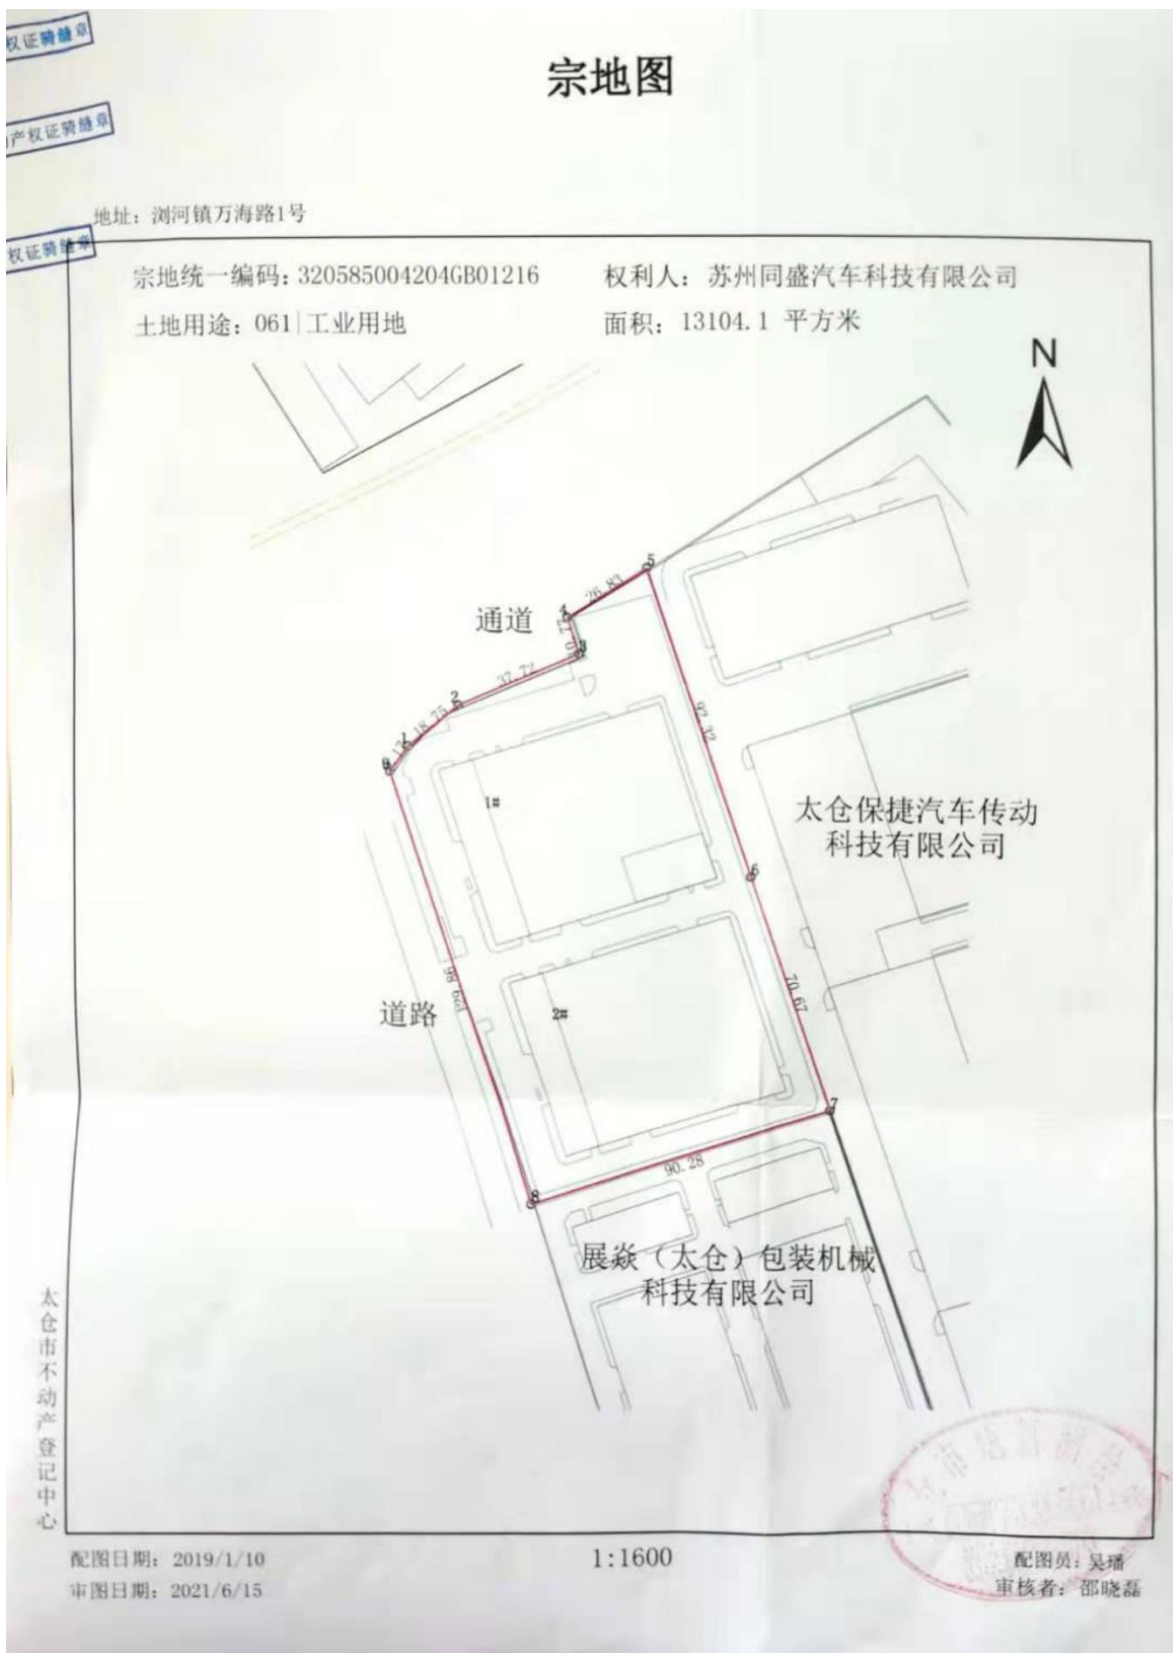 权证骑缝章
产权证骑缝章
权证骑缝章
宗地图
地址：浏河镇万海路1号
宗地统一编码：320585004204GB01216
权利人：苏州同盛汽车科技有限公司
土地用途：061|工业用地
面积：13104.1 平方米
N
5
26.83
4
通道
3
37.72
2
18.75
1
92.32
1#
太仓保捷汽车传动
科技有限公司
6
129.86
70.67
道路
2#
7
90.28
8
展焱（太仓）包装机械
科技有限公司
太仓市不动产登记中心
配图日期：2019/1/10
1:1600
配图员：吴璠
审图日期：2021/6/15
审核者：邵晓磊